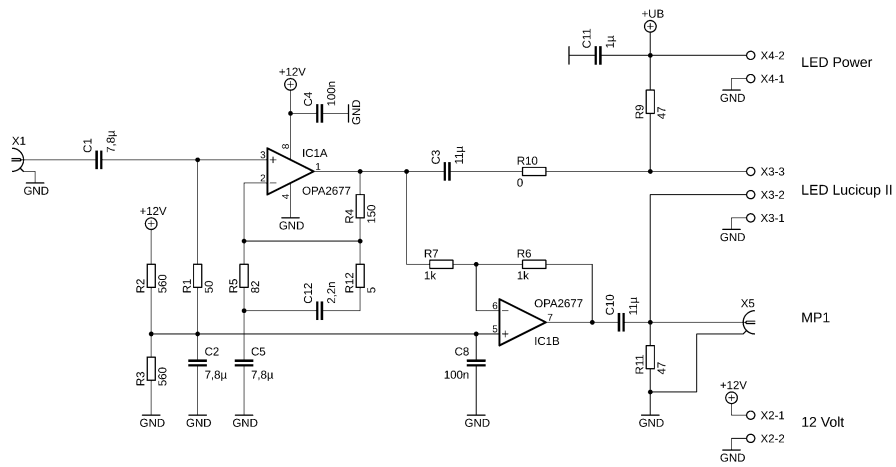 +UB
C11
1µ
X4-2
LED Power
X4-1
GND
+12V
C4
100n
GND
R9
47
X1
C1
7,8µ
8
IC1A
3
1
2
4
OPA2677
GND
GND
C3
11µ
R10
0
X3-3
X3-2
LED Lucicup II
X3-1
GND
+12V
R4
150
R2
560
R1
50
R5
82
C12
2,2n
R12
5
R7
1k
R6
1k
OPA2677
6
7
5
IC1B
C10
11µ
X5
MP1
R3
560
C2
7,8µ
C5
7,8µ
C8
100n
R11
47
+12V
X2-1
12 Volt
X2-2
GND
GND
GND
GND
GND
GND